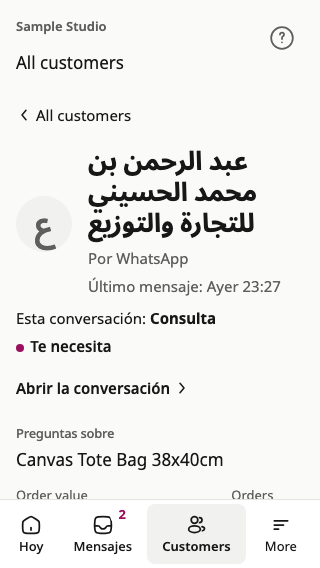 Sample Studio
All customers
All customers
عبد الرحمن بن
محمد الحسيني
للتجارة والتوزيع
ع
Por WhatsApp
Último mensaje: Ayer 23:27
Esta conversación: Consulta
Te necesita
Abrir la conversación
Preguntas sobre
Canvas Tote Bag 38x40cm
Order value Orders
2
Hoy Mensajes Customers More